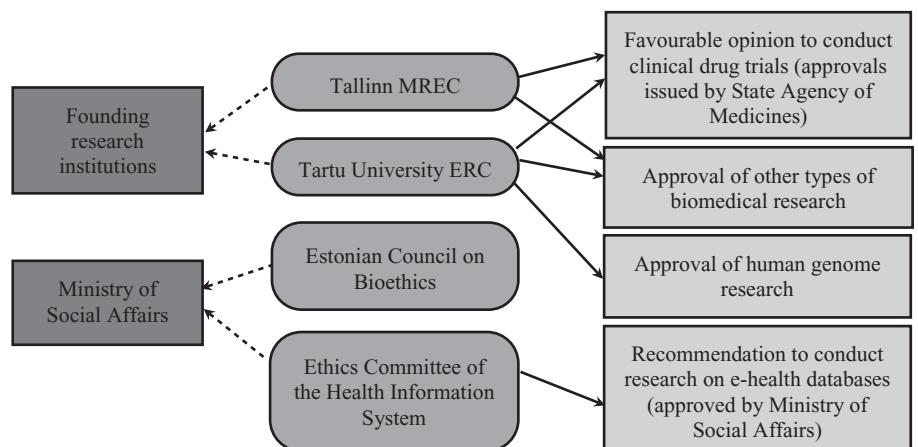 Founding
research
institutions
Ministry of
Social Affairs
Tallinn MREC
Tartu University ERC
Estonian Council on
Bioethics
Ethics Committee of
the Health Information
System
Favourable opinion to conduct
clinical drug trials (approvals
issued by State Agency of
Medicines)
Approval of other types of
biomedical research
Approval of human genome
research
Recommendation to conduct
research on e-health databases
(approved by Ministry of
Social Affairs)